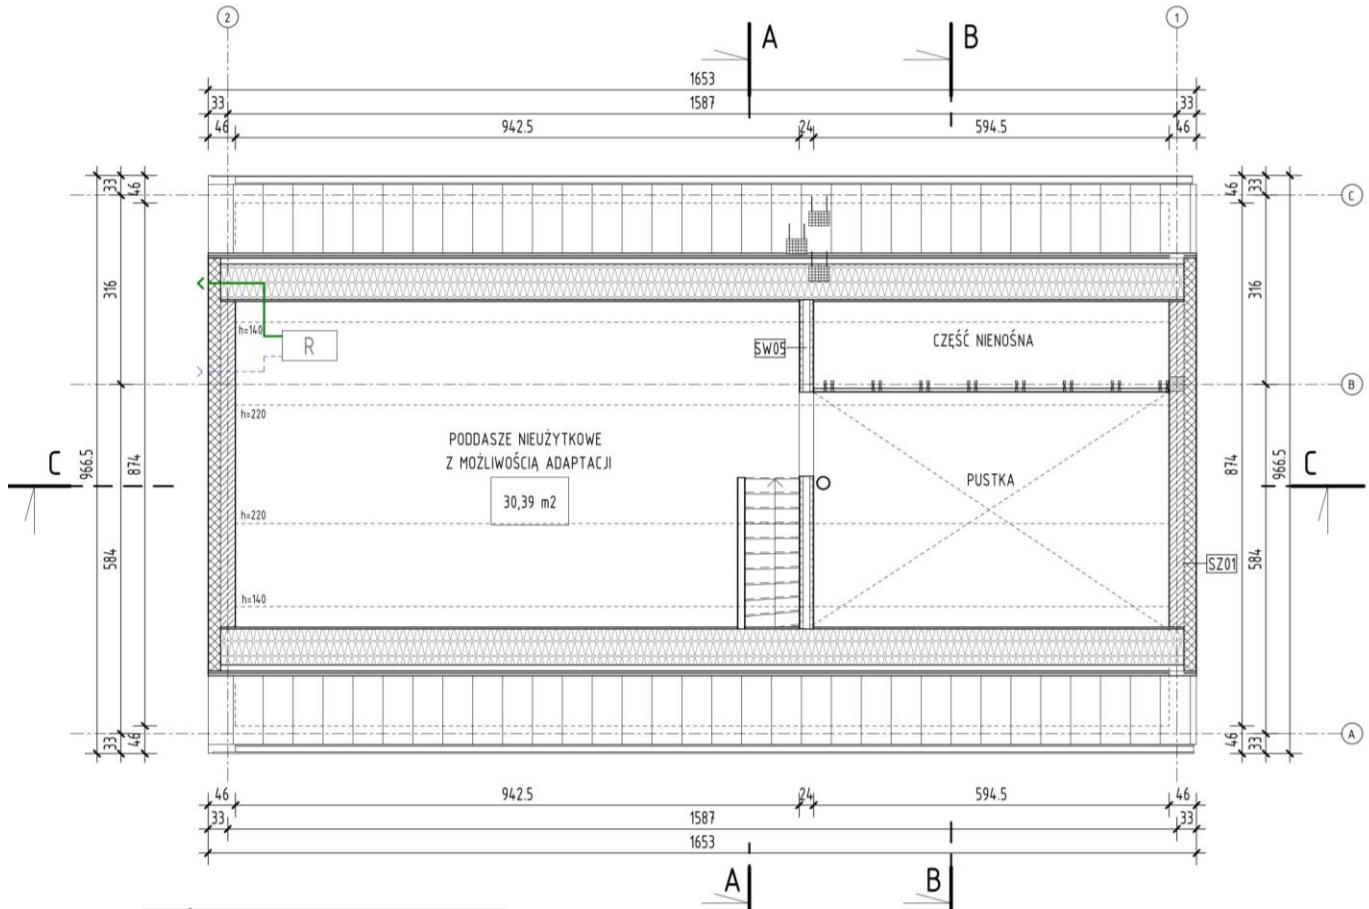 2
1
A
B
1653
33
1587
33
46
942.5
24
594.5
46
33
46
46
33
C
316
316
h=140
R
SW05
CZĘŚĆ NIENOŚNA
B
h=220
PODDASZE NIEUŻYTKOWE
Z MOŻLIWOŚCIĄ ADAPTACJI
30,39 m2
PUSTKA
C
966.5
874
874
966.5
C
h=220
584
584
SZ01
h=140
33
46
46
33
A
46
942.5
24
594.5
46
33
1587
33
1653
A
B